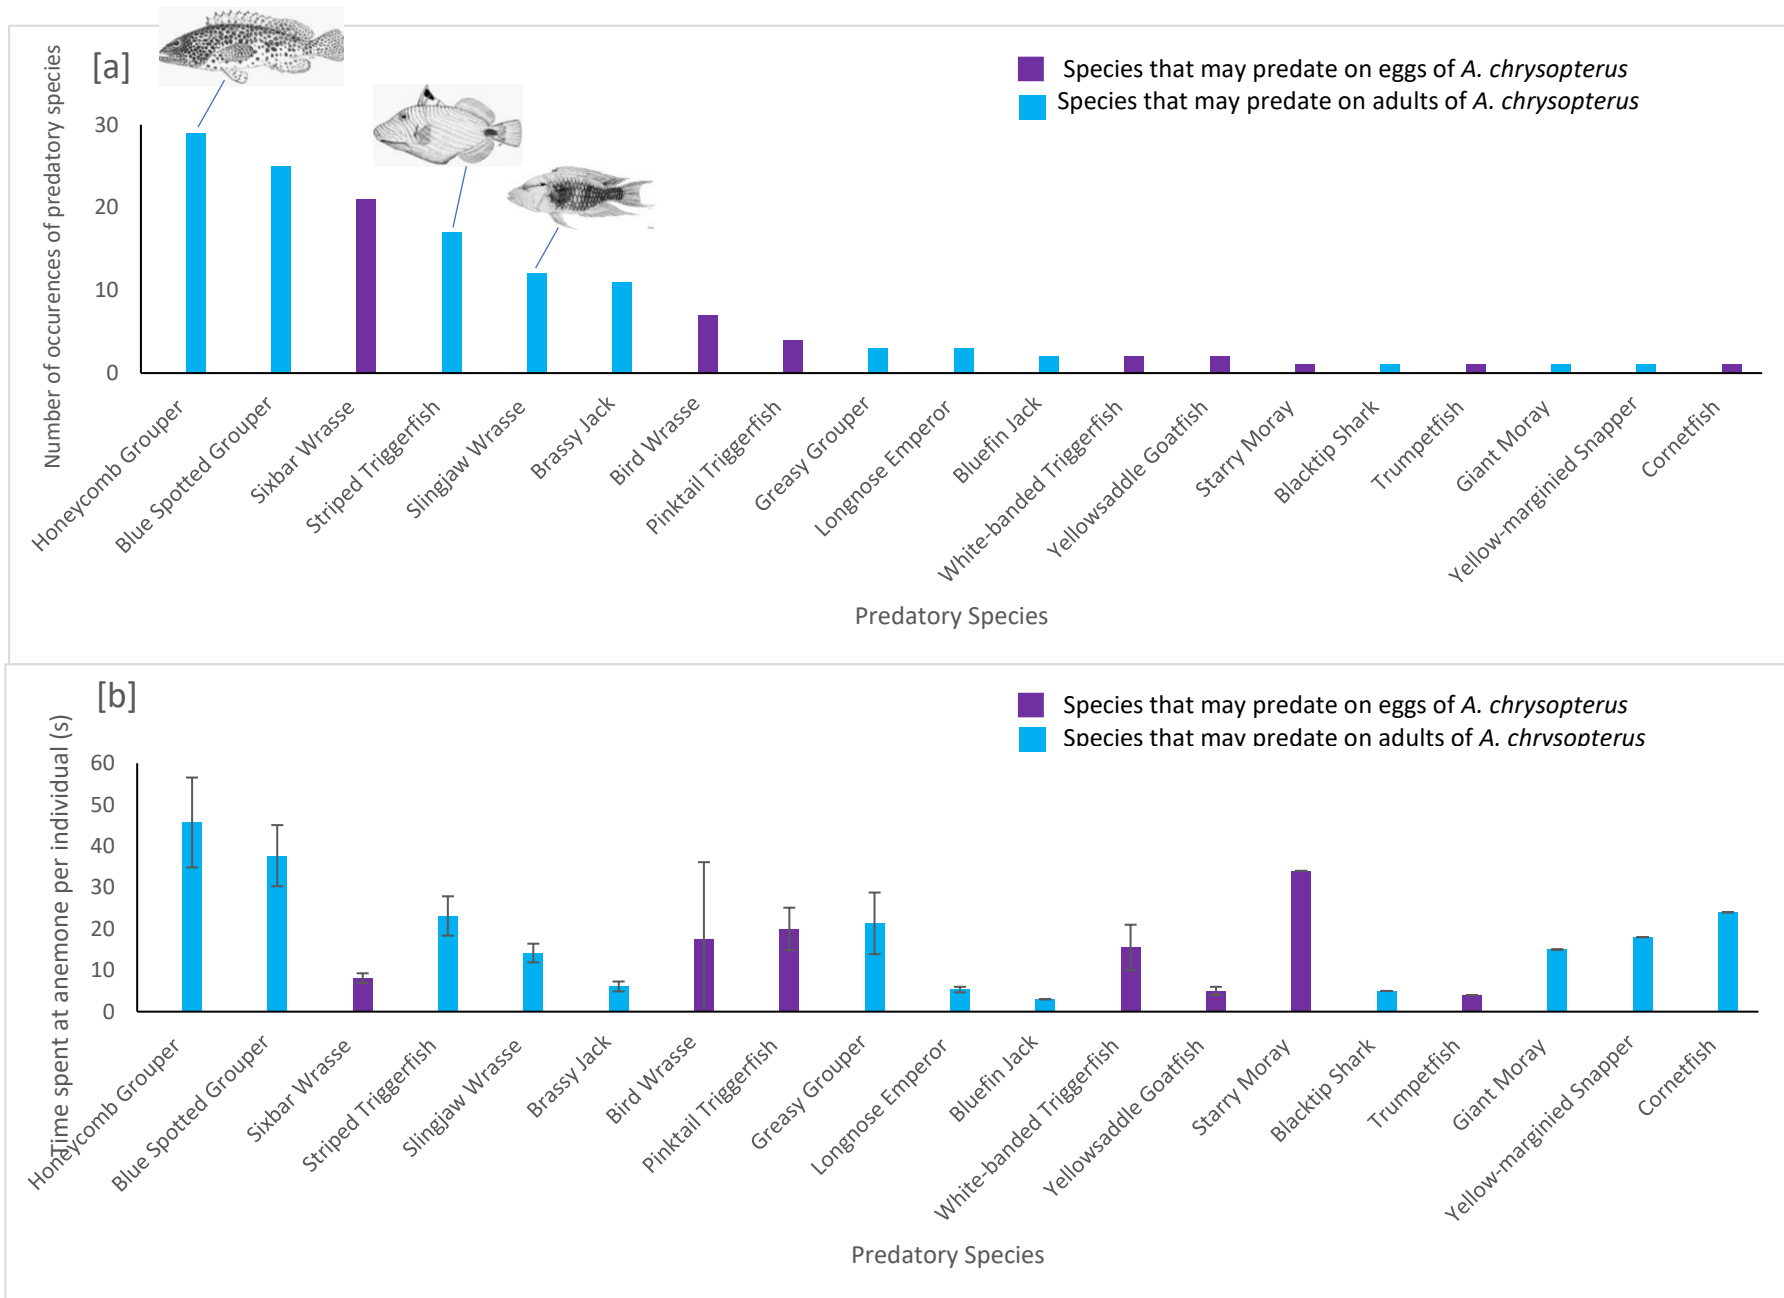 [a]
Species that may predate on eggs of A. chrysopterus
Species that may predate on adults of A. chrysopterus
Number of occurences of predatory species
30
20
10
0
Honeycomb Grouper
Blue Spotted Grouper
Sixbar Wrasse
Striped Triggerfish
Slingjaw Wrasse
Brassy Jack
Bird Wrasse
Pinktail Triggerfish
Greasy Grouper
Longnose Emperor
Bluefin Jack
White-banded Triggerfish
Yellowsaddle Goatfish
Starry Moray
Blacktip Shark
Trumpetfish
Giant Moray
Yellow-marginied Snapper
Cornetfish
Predatory Species
[b]
Species that may predate on eggs of A. chrysopterus
Species that may predate on adults of A. chrysopterus
Time spent at anemone per individual (s)
60
50
40
30
20
10
0
Honeycomb Grouper
Blue Spotted Grouper
Sixbar Wrasse
Striped Triggerfish
Slingjaw Wrasse
Brassy Jack
Bird Wrasse
Pinktail Triggerfish
Greasy Grouper
Longnose Emperor
Bluefin Jack
White-banded Triggerfish
Yellowsaddle Goatfish
Starry Moray
Blacktip Shark
Trumpetfish
Giant Moray
Yellow-marginied Snapper
Cornetfish
Predatory Species